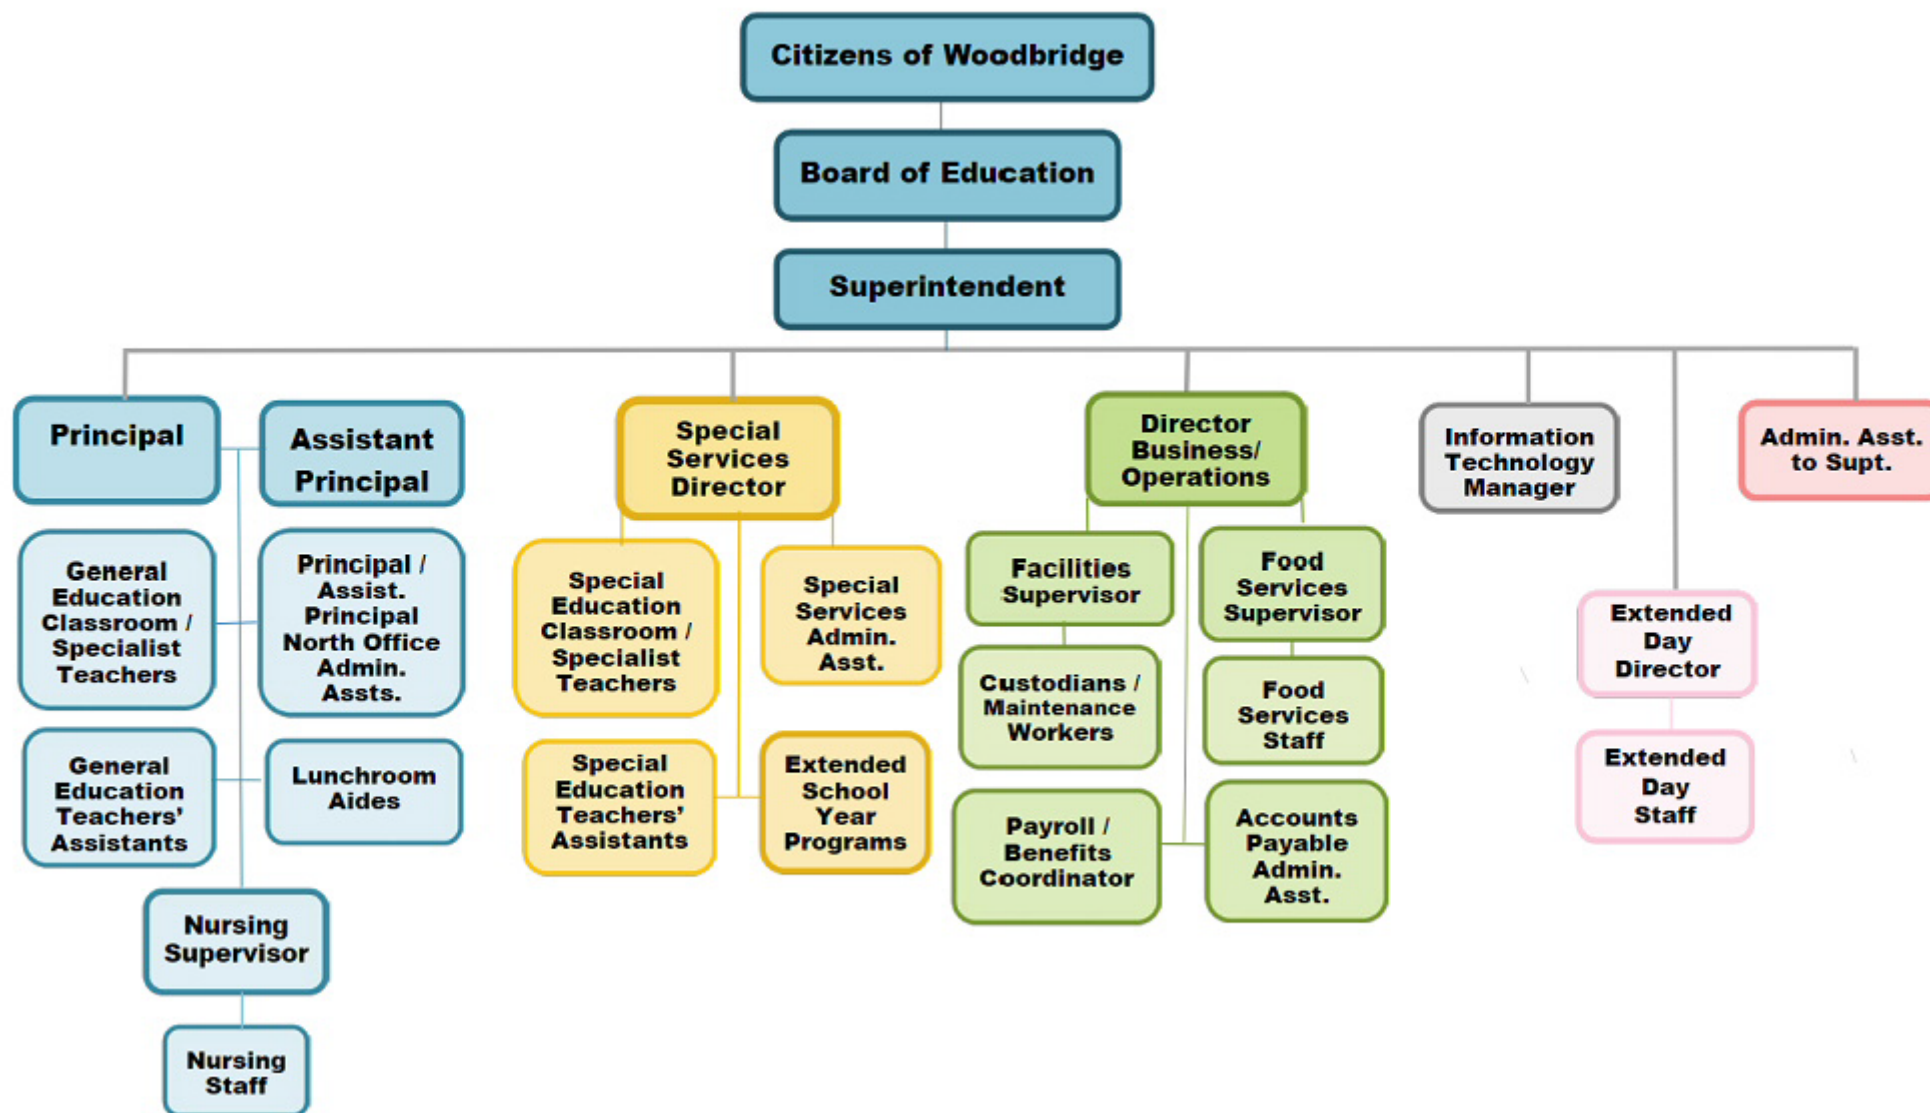 Citizens of Woodbridge
Board of Education
Superintendent
Principal
Assistant
Principal
General
Education
Classroom /
Specialist
Teachers
Principal /
Assist.
Principal
North Office
Admin.
Assts.
General
Education
Teachers’
Assistants
Lunchroom
Aides
Nursing
Supervisor
Nursing
Staff
Special
Services
Director
Special
Education
Classroom /
Specialist
Teachers
Special
Services
Admin.
Asst.
Special
Education
Teachers’
Assistants
Extended
School
Year
Programs
Director
Business/
Operations
Facilities
Supervisor
Food
Services
Supervisor
Custodians /
Maintenance
Workers
Food
Services
Staff
Payroll /
Benefits
Coordinator
Accounts
Payable
Admin.
Asst.
Information
Technology
Manager
Extended
Day
Director
Extended
Day
Staff
Admin. Asst.
to Supt.